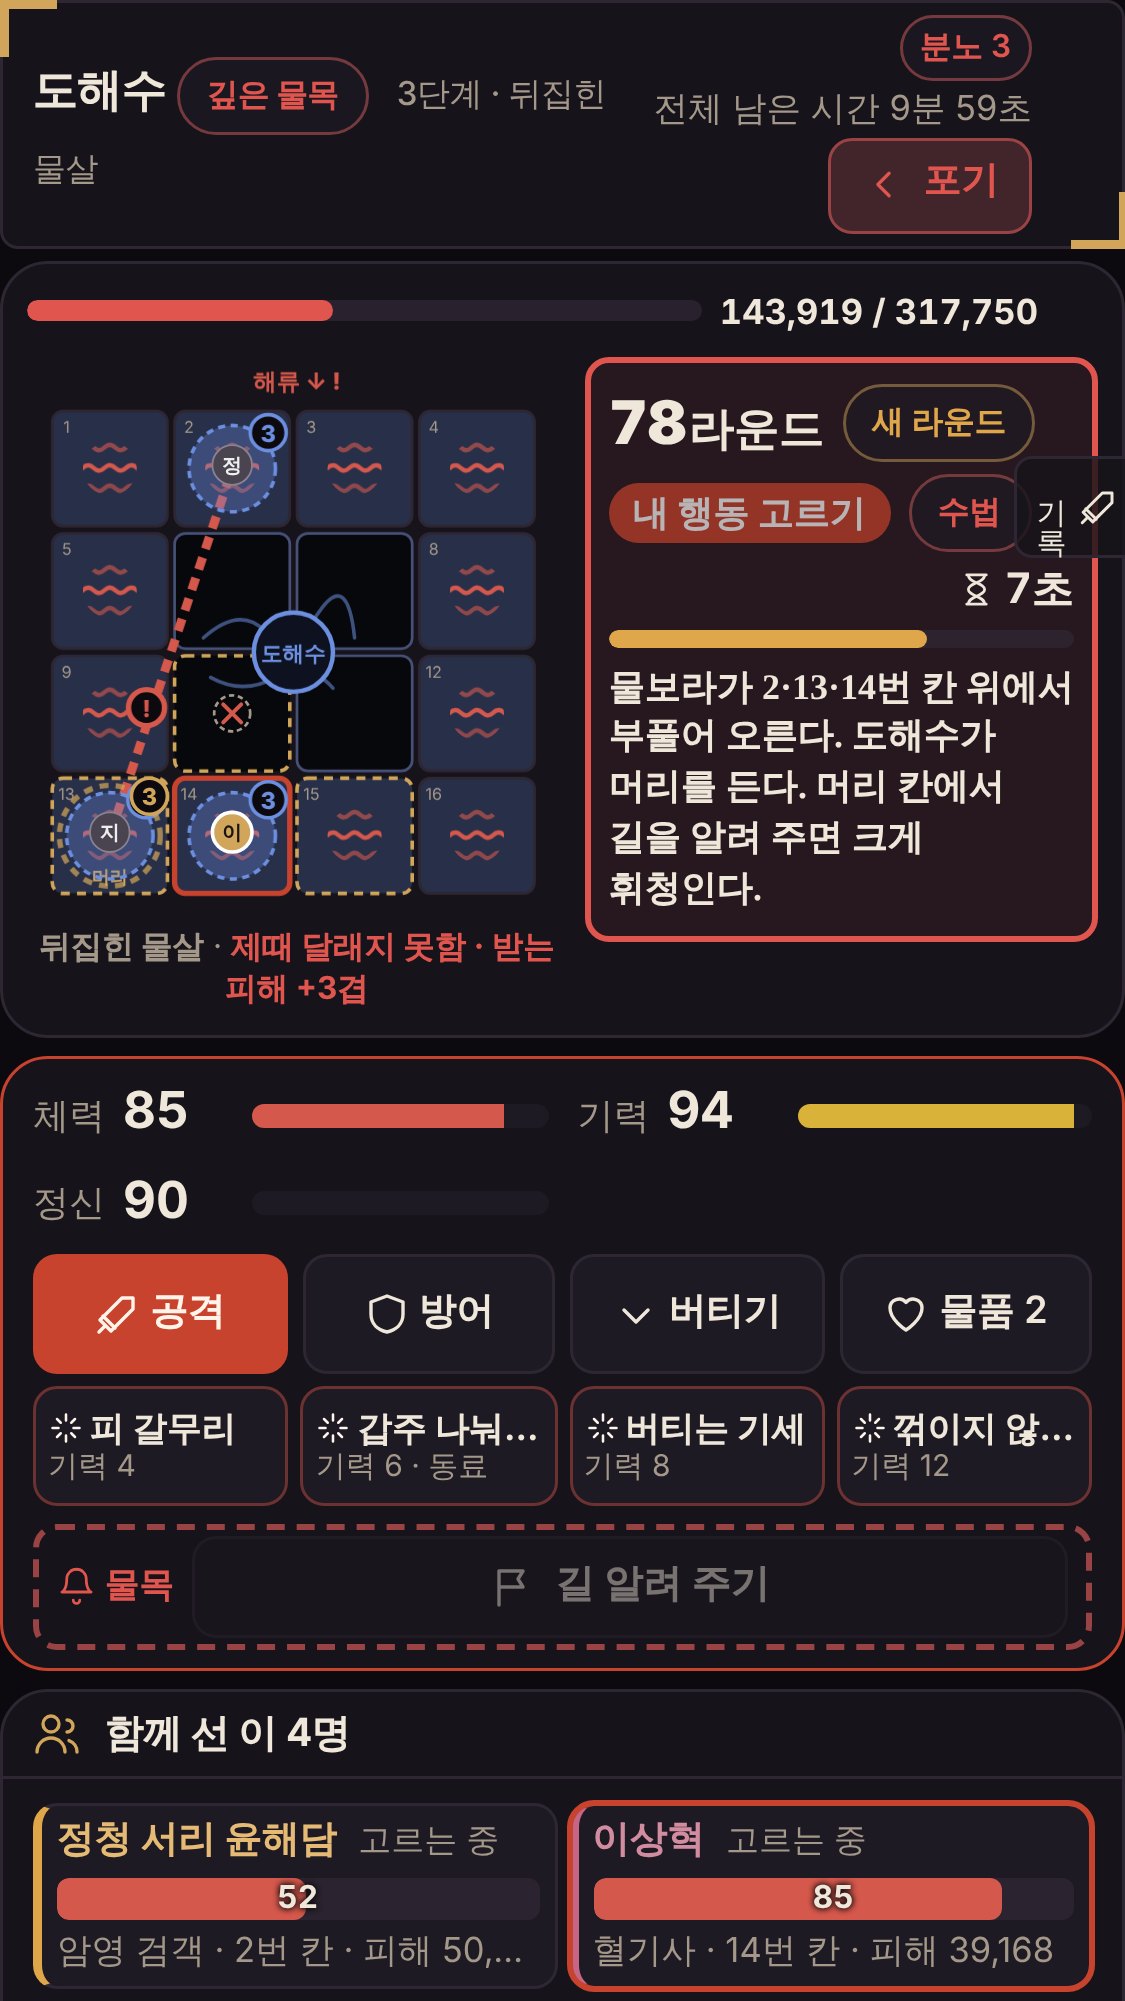 도해수 깊은 물목 3단계 · 뒤집힌 물살
분노 3
전체 남은 시간 9분 59초
포기
143,919 / 317,750
해류 ↓ !
1 2 정 3 3 4
5 8
도해수
9 ! 12
13 3 지 머리 14 3 이 15 16
뒤집힌 물살 · 제때 달래지 못함 · 받는
피해 +3겹
78라운드 새 라운드
내 행동 고르기 수법
기록
7초
물보라가 2·13·14번 칸 위에서
부풀어 오른다. 도해수가
머리를 든다. 머리 칸에서
길을 알려 주면 크게
휘청인다.
체력 85 기력 94
정신 90
공격 방어 버티기 물품 2
피 갈무리 갑주 나눠… 버티는 기세 꺾이지 않…
기력 4 기력 6 · 동료 기력 8 기력 12
물목 길 알려 주기
함께 선 이 4명
정청 서리 윤해담 고르는 중
52
암영 검객 · 2번 칸 · 피해 50,…
이상혁 고르는 중
85
혈기사 · 14번 칸 · 피해 39,168